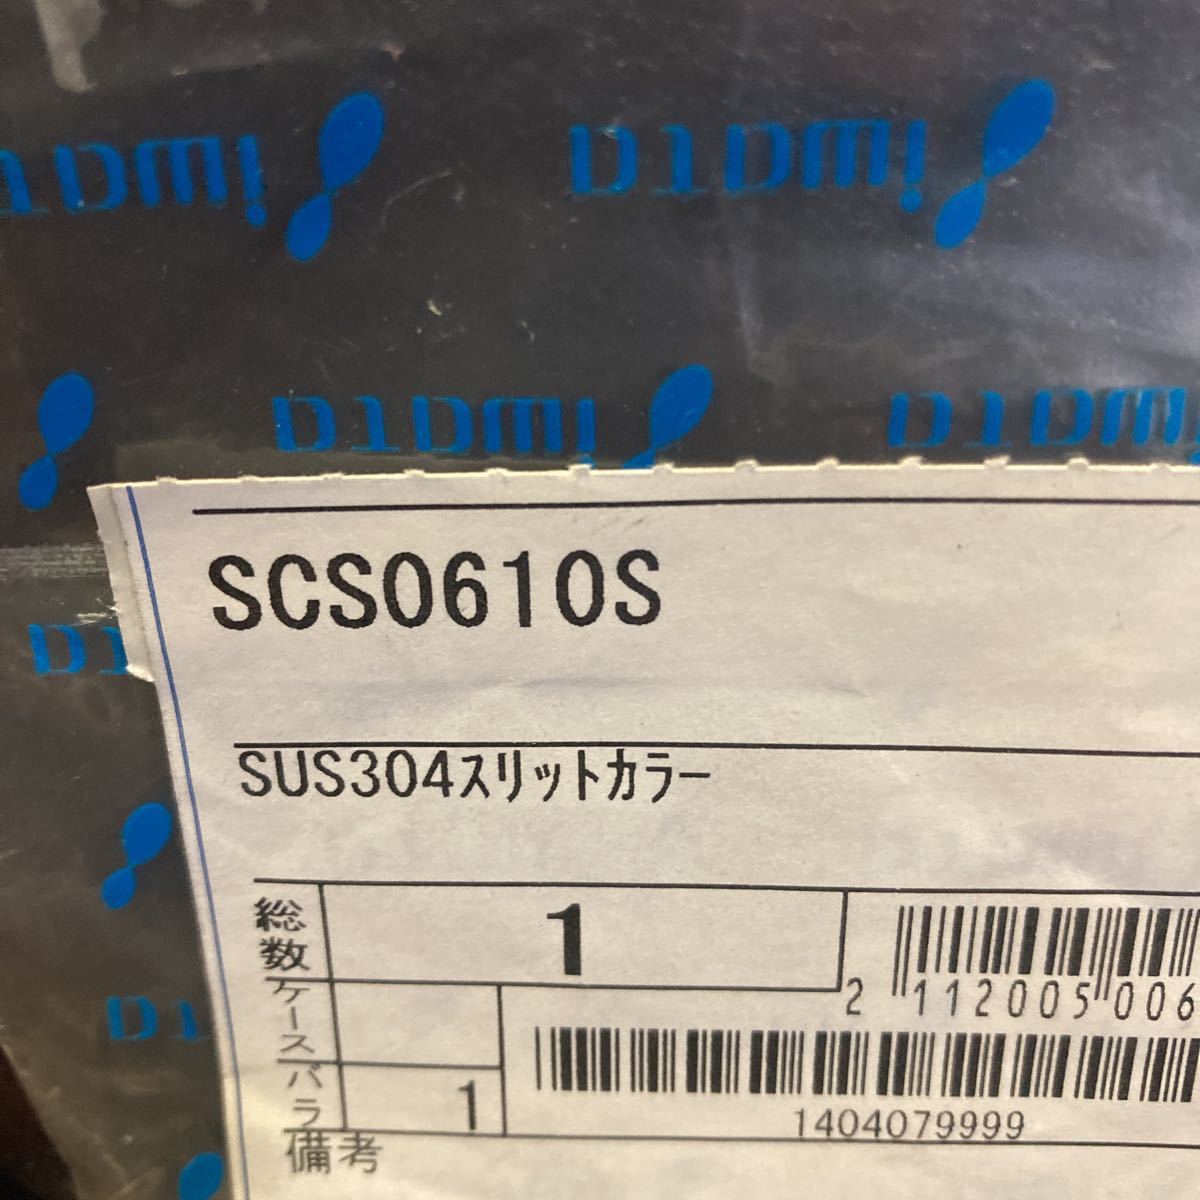 iwata
iwata
iwata
iwata
SCS0610S
SUS304スリットカラー
総数 1
2 112005 006
ケース
バラ 1
1404079999
備考